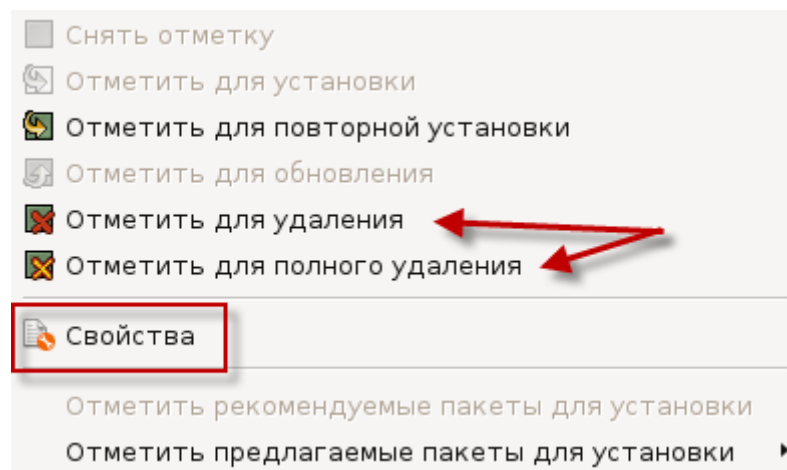 Снять отметку
Отметить для установки
Отметить для повторной установки
Отметить для обновления
Отметить для удаления
Отметить для полного удаления
Свойства
Отметить рекомендуемые пакеты для установки
Отметить предлагаемые пакеты для установки